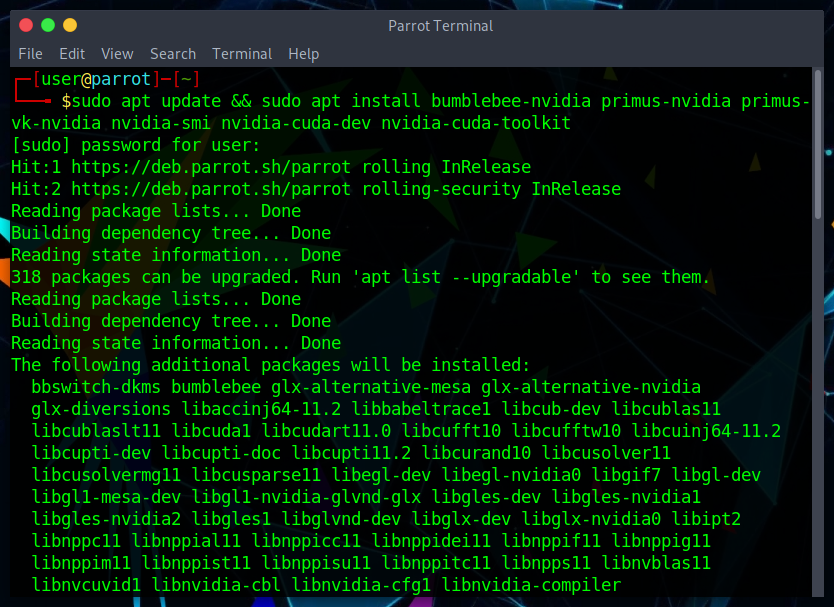 Parrot Terminal
File Edit View Search Terminal Help
┌─[user@parrot]─[~]
└──╼ $sudo apt update && sudo apt install bumblebee-nvidia primus-nvidia primus-
vk-nvidia nvidia-smi nvidia-cuda-dev nvidia-cuda-toolkit
[sudo] password for user:
Hit:1 https://deb.parrot.sh/parrot rolling InRelease
Hit:2 https://deb.parrot.sh/parrot rolling-security InRelease
Reading package lists... Done
Building dependency tree... Done
Reading state information... Done
318 packages can be upgraded. Run 'apt list --upgradable' to see them.
Reading package lists... Done
Building dependency tree... Done
Reading state information... Done
The following additional packages will be installed:
  bbswitch-dkms bumblebee glx-alternative-mesa glx-alternative-nvidia
  glx-diversions libaccinj64-11.2 libbabeltrace1 libcub-dev libcublas11
  libcublaslt11 libcuda1 libcudart11.0 libcufft10 libcufftw10 libcuinj64-11.2
  libcupti-dev libcupti-doc libcupti11.2 libcurand10 libcusolver11
  libcusolvermg11 libcusparse11 libegl-dev libegl-nvidia0 libgif7 libgl-dev
  libgl1-mesa-dev libgl1-nvidia-glvnd-glx libgles-dev libgles-nvidia1
  libgles-nvidia2 libgles1 libglvnd-dev libglx-dev libglx-nvidia0 libipt2
  libnppc11 libnppial11 libnppicc11 libnppidei11 libnppif11 libnppig11
  libnppim11 libnppist11 libnppisu11 libnppitc11 libnpps11 libnvblas11
  libnvcuvid1 libnvidia-cbl libnvidia-cfg1 libnvidia-compiler